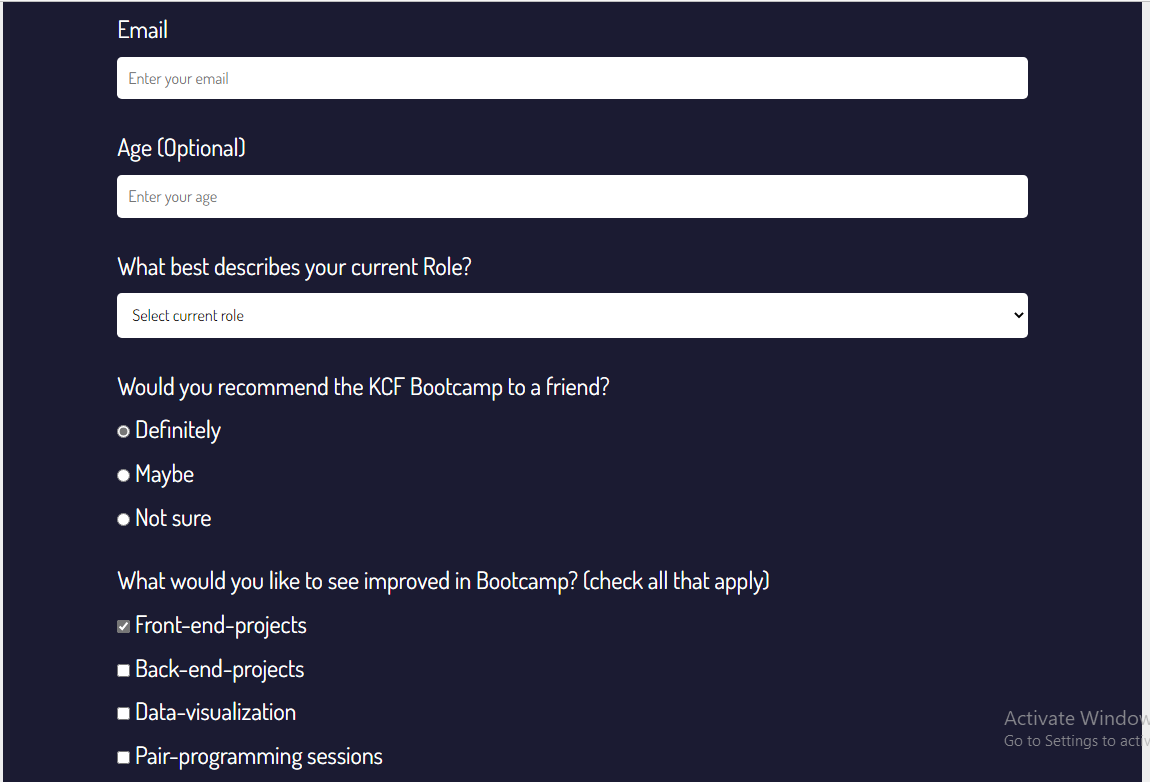 Email
Enter your email
Age (Optional)
Enter your age
What best describes your current Role?
Select current role
Would you recommend the KCF Bootcamp to a friend?
Definitely
Maybe
Not sure
What would you like to see improved in Bootcamp? (check all that apply)
Front-end-projects
Back-end-projects
Data-visualization
Activate Window
Go to Settings to activ
Pair-programming sessions